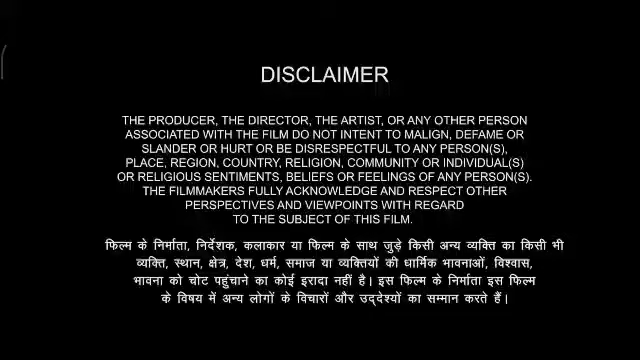 DISCLAIMER
THE PRODUCER, THE DIRECTOR, THE ARTIST, OR ANY OTHER PERSON
ASSOCIATED WITH THE FILM DO NOT INTENT TO MALIGN, DEFAME OR
SLANDER OR HURT OR BE DISRESPECTFUL TO ANY PERSON(S),
PLACE, REGION, COUNTRY, RELIGION, COMMUNITY OR INDIVIDUAL(S)
OR RELIGIOUS SENTIMENTS, BELIEFS OR FEELINGS OF ANY PERSON(S).
THE FILMMAKERS FULLY ACKNOWLEDGE AND RESPECT OTHER
PERSPECTIVES AND VIEWPOINTS WITH REGARD
TO THE SUBJECT OF THIS FILM.
फिल्म के निर्माता, निर्देशक, कलाकार या फिल्म के साथ जुड़े किसी अन्य व्यक्ति का किसी भी
व्यक्ति, स्थान, क्षेत्र, देश, धर्म, समाज या व्यक्तियों की धार्मिक भावनाओं, विश्वास,
भावना को चोट पहुंचाने का कोई इरादा नहीं है। इस फिल्म के निर्माता इस फिल्म
के विषय में अन्य लोगों के विचारों और उद्देश्यों का सम्मान करते हैं।